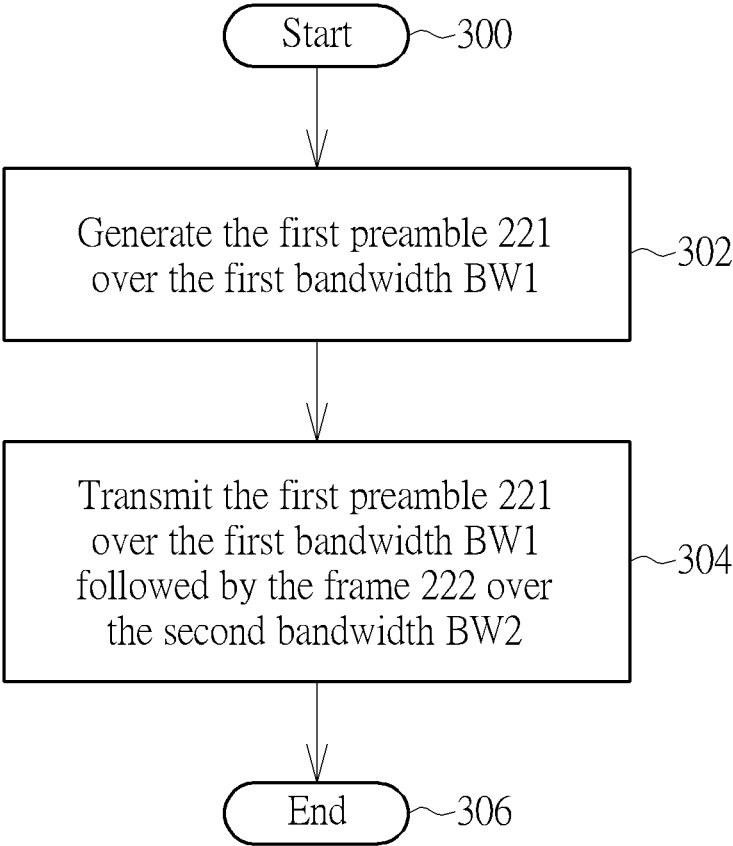 Start
300
Generate the first preamble 221
over the first bandwidth BW1
302
Transmit the first preamble 221
over the first bandwidth BW1
followed by the frame 222 over
the second bandwidth BW2
304
End
306